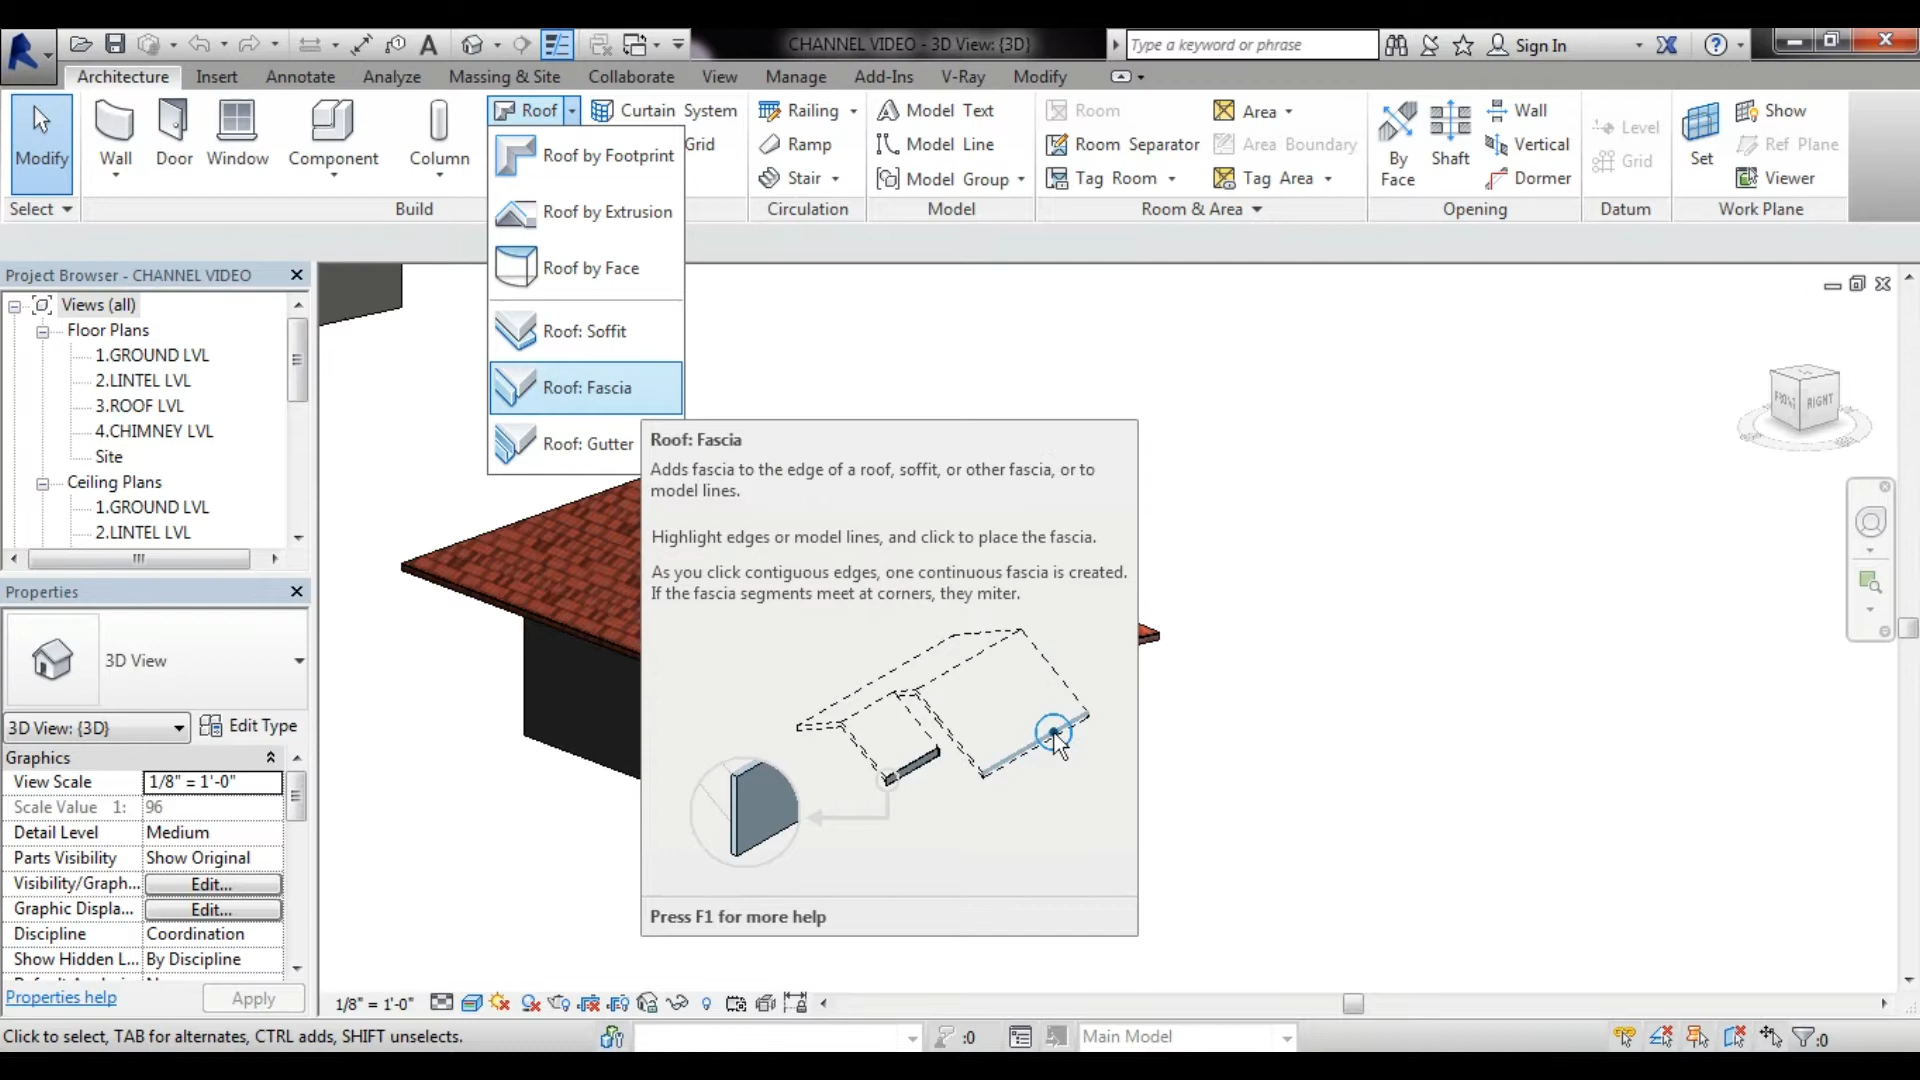 CHANNEL VIDEO - 3D View: {3D}
Type a keyword or phrase
Sign In
Architecture Insert Annotate Analyze Massing & Site Collaborate View Manage Add-Ins V-Ray Modify
Modify
Wall
Door
Window
Component
Column
Roof
Curtain System
Grid
Railing
Ramp
Stair
Model Text
Model Line
Model Group
Room
Room Separator
Tag Room
Area
Area Boundary
Tag Area
By Face
Shaft
Wall
Vertical
Dormer
Level
Grid
Set
Show
Ref Plane
Viewer
Select
Build
Circulation
Model
Room & Area
Opening
Datum
Work Plane
Roof by Footprint
Roof by Extrusion
Roof by Face
Roof: Soffit
Roof: Fascia
Roof: Gutter
Roof: Fascia
Adds fascia to the edge of a roof, soffit, or other fascia, or to
model lines.
Highlight edges or model lines, and click to place the fascia.
As you click contiguous edges, one continuous fascia is created.
If the fascia segments meet at corners, they miter.
Press F1 for more help
Project Browser - CHANNEL VIDEO
Views (all)
Floor Plans
1.GROUND LVL
2.LINTEL LVL
3.ROOF LVL
4.CHIMNEY LVL
Site
Ceiling Plans
1.GROUND LVL
2.LINTEL LVL
Properties
3D View
3D View: {3D}
Edit Type
Graphics
View Scale 1/8" = 1'-0"
Scale Value 1: 96
Detail Level Medium
Parts Visibility Show Original
Visibility/Graph... Edit...
Graphic Displa... Edit...
Discipline Coordination
Show Hidden L... By Discipline
Properties help
Apply
FRONT
RIGHT
1/8" = 1'-0"
Click to select, TAB for alternates, CTRL adds, SHIFT unselects.
:0
Main Model
:0